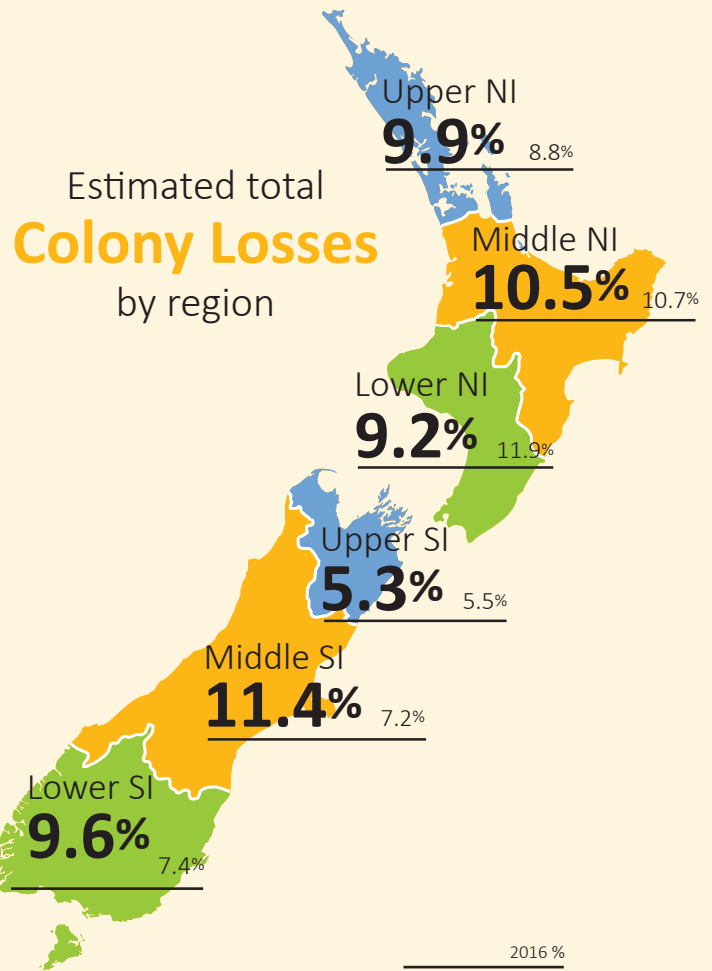 Estimated total
Colony Losses
by region
Upper NI
9.9% 8.8%
Middle NI
10.5% 10.7%
Lower NI
9.2% 11.9%
Upper SI
5.3% 5.5%
Middle SI
11.4% 7.2%
Lower SI
9.6% 7.4%
2016 %